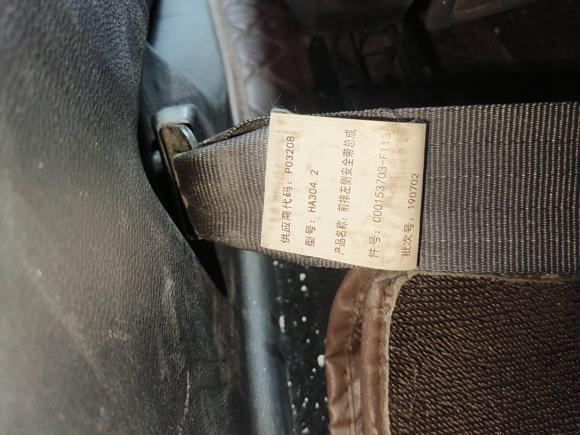 供应商代码: P03208
型号: HA304.2
产品名称: 前排左侧安全带总成
件号: C00153703-F113
批次号: 190702